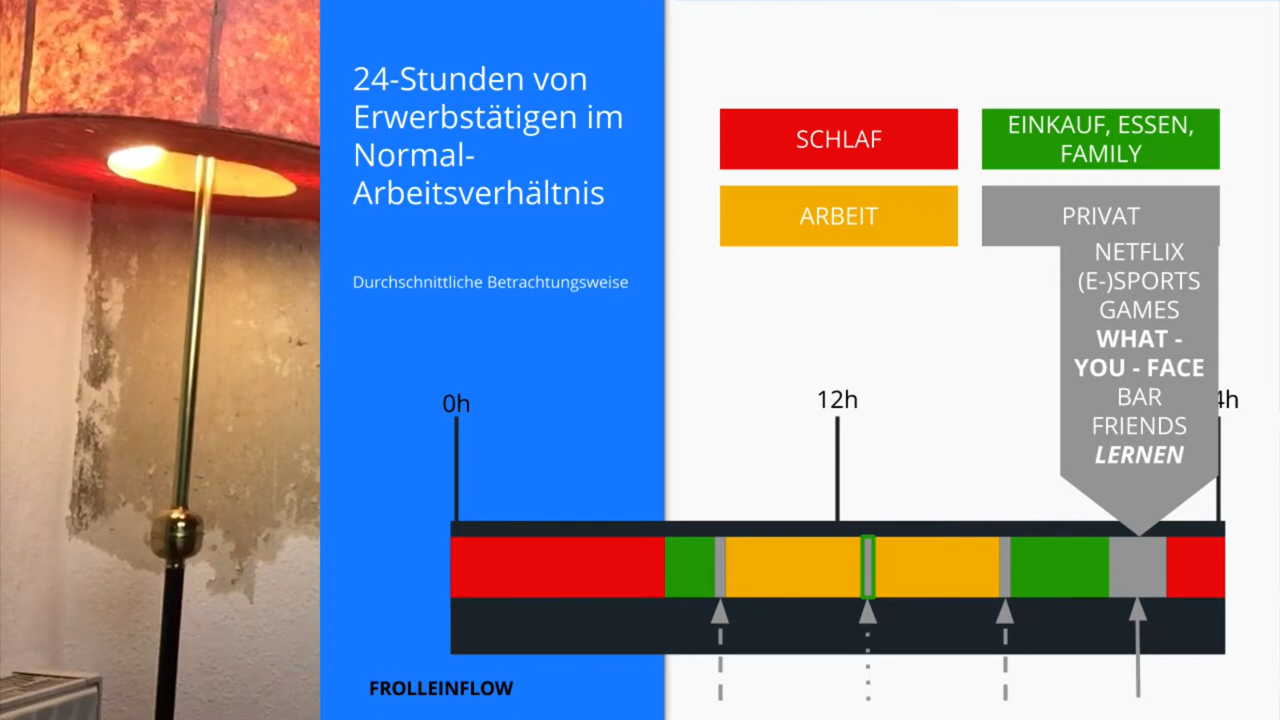 24-Stunden von
Erwerbstätigen im
Normal-
Arbeitsverhältnis
Durchschnittliche Betrachtungsweise
SCHLAF
EINKAUF, ESSEN,
FAMILY
ARBEIT
PRIVAT
NETFLIX
(E-)SPORTS
GAMES
WHAT -
YOU - FACE
BAR
FRIENDS
LERNEN
0h
12h
4h
FROLLEINFLOW